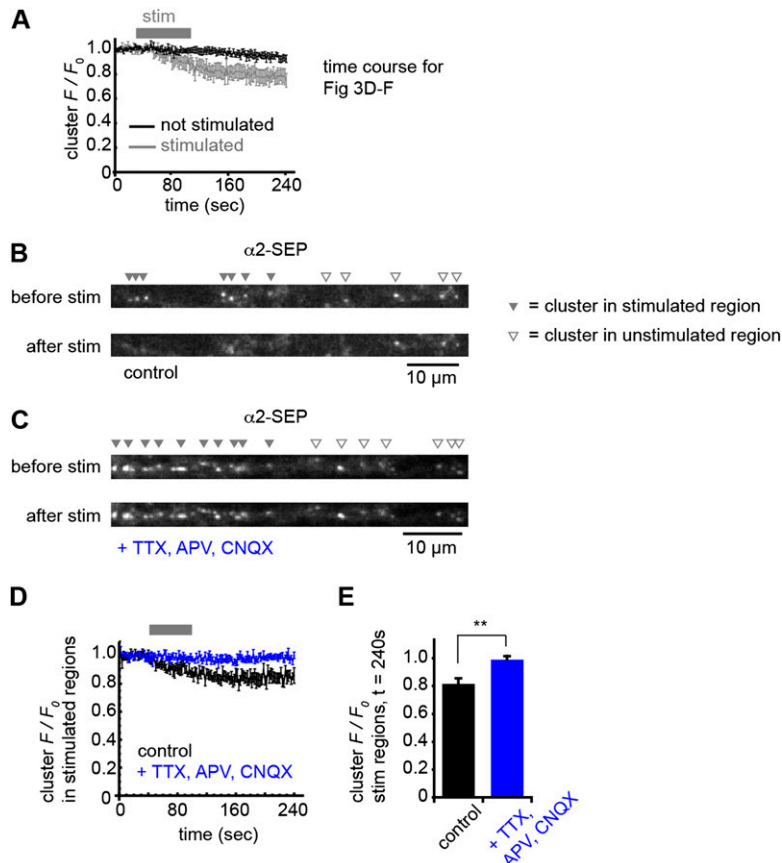 A
stim
cluster F / F0
1.0
0.8
0.6
0.4
0.2
0
not stimulated
stimulated
0 80 160 240
time (sec)
time course for
Fig 3D-F
B
α2-SEP
before stim
after stim
control
10 µm
▼ = cluster in stimulated region
▽ = cluster in unstimulated region
C
α2-SEP
before stim
after stim
+ TTX, APV, CNQX
10 µm
D
cluster F / F0
in stimulated regions
1.0
0.8
0.6
0.4
0.2
0
control
+ TTX, APV, CNQX
0 80 160 240
time (sec)
E
**
cluster F / F0
stim regions, t = 240s
1.0
0.8
0.6
0.4
0.2
0
control
+ TTX,
APV, CNQX